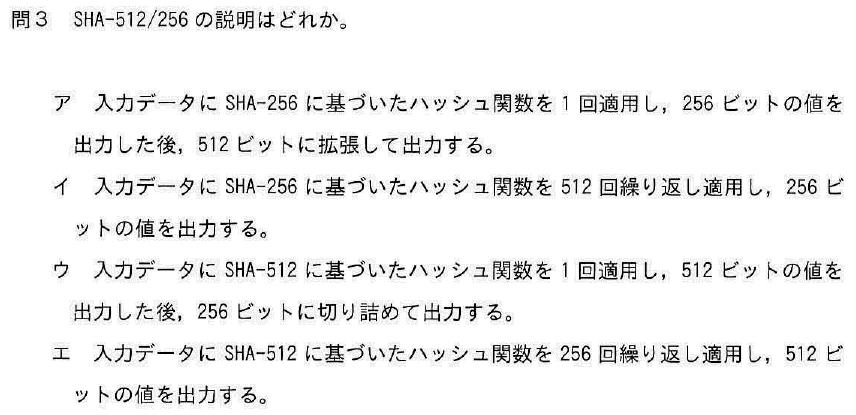 問３　SHA-512/256 の説明はどれか。
ア　入力データに SHA-256 に基づいたハッシュ関数を 1 回適用し，256 ビットの値を
出力した後，512 ビットに拡張して出力する。
イ　入力データに SHA-256 に基づいたハッシュ関数を 512 回繰り返し適用し，256 ビ
ットの値を出力する。
ウ　入力データに SHA-512 に基づいたハッシュ関数を 1 回適用し，512 ビットの値を
出力した後，256 ビットに切り詰めて出力する。
エ　入力データに SHA-512 に基づいたハッシュ関数を 256 回繰り返し適用し，512 ビ
ットの値を出力する。